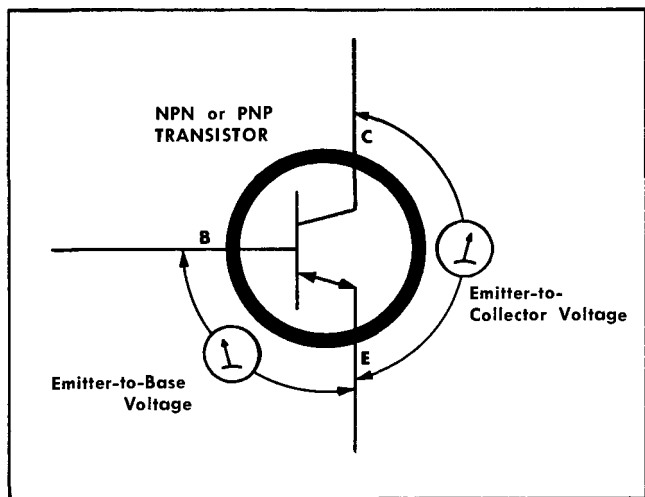 NPN or PNP
TRANSISTOR
C
B
Emitter-to-
Collector Voltage
E
Emitter-to-Base
Voltage